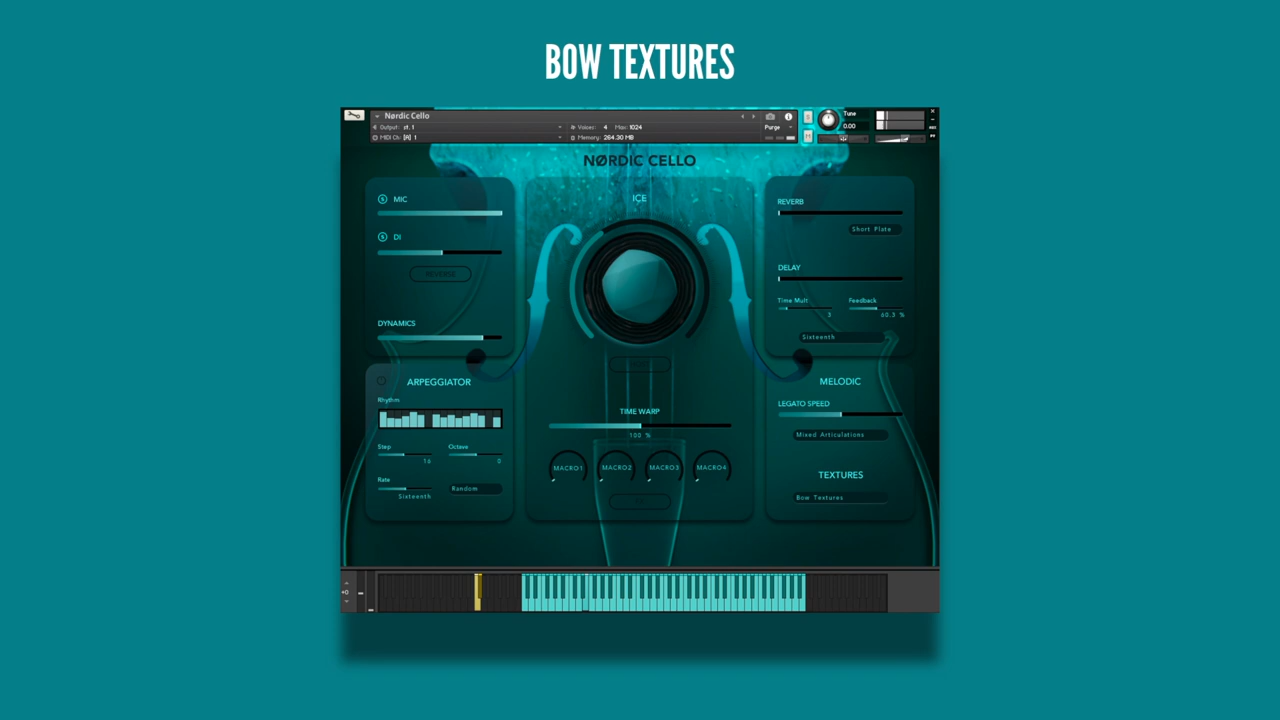 BOW TEXTURES
Nørdic Cello
Output: st. 1
Voices: 4 Max: 1024
Purge
MIDI Ch: [A] 1
Memory: 264.30 MB
S
M
Tune
0.00
NØRDIC CELLO
S MIC
S DI
REVERSE
DYNAMICS
ICE
REVERB
Short Plate
DELAY
Time Mult
Feedback
3
60.3 %
Sixteenth
ARPEGGIATOR
Rhythm
Step
Octave
16
0
Rate
Sixteenth
Random
TIME WARP
100 %
MACRO1
MACRO2
MACRO3
MACRO4
MELODIC
LEGATO SPEED
Mixed Articulations
TEXTURES
Bow Textures
+0